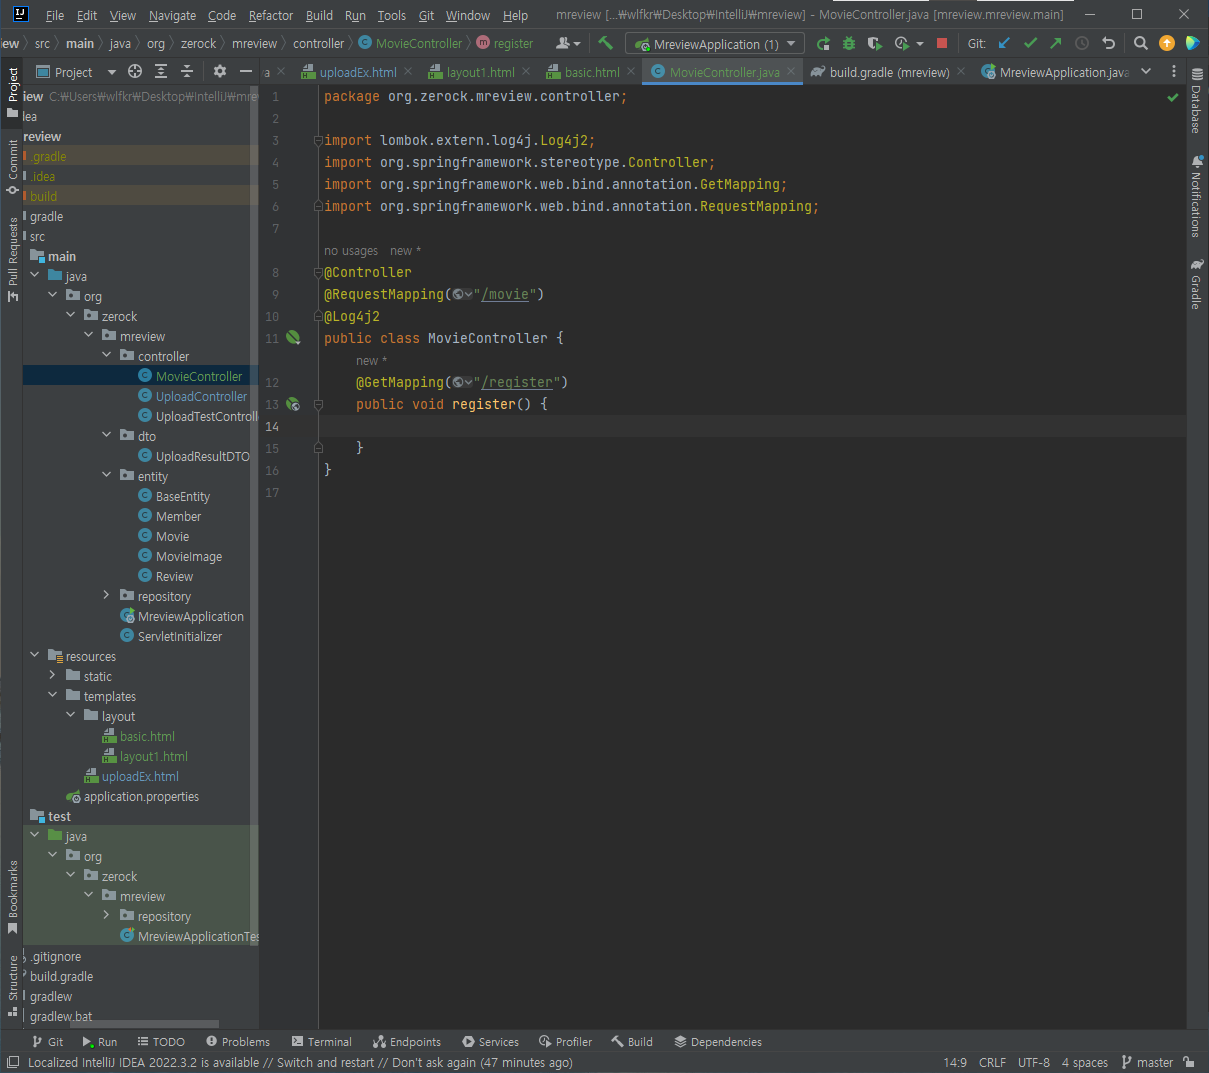 File Edit View Navigate Code Refactor Build Run Tools Git Window Help mreview [...₩wlfkr₩Desktop₩IntelliJ₩mreview] - MovieController.java [mreview.mreview.main]
ew src main java org zerock mreview controller MovieController register MreviewApplication (1) Git:
Project uploadEx.html layout1.html basic.html MovieController.java build.gradle (mreview) MreviewApplication.java
iew C:₩Users₩wlfkr₩Desktop₩IntelliJ₩mre
dea
review
.gradle
.idea
build
gradle
src
main
java
org
zerock
mreview
controller
MovieController
UploadController
UploadTestControll
dto
UploadResultDTO
entity
BaseEntity
Member
Movie
MovieImage
Review
repository
MreviewApplication
ServletInitializer
resources
static
templates
layout
basic.html
layout1.html
uploadEx.html
application.properties
test
java
org
zerock
mreview
repository
MreviewApplicationTes
.gitignore
build.gradle
gradlew
gradlew.bat
1 package org.zerock.mreview.controller;
2
3 import lombok.extern.log4j.Log4j2;
4 import org.springframework.stereotype.Controller;
5 import org.springframework.web.bind.annotation.GetMapping;
6 import org.springframework.web.bind.annotation.RequestMapping;
7
no usages new *
8 @Controller
9 @RequestMapping("/movie")
10 @Log4j2
11 public class MovieController {
new *
12 @GetMapping("/register")
13 public void register() {
14
15 }
16 }
17
Project
Commit
Pull Requests
Bookmarks
Structure
Database
Notifications
Gradle
Git Run TODO Problems Terminal Endpoints Services Profiler Build Dependencies
Localized IntelliJ IDEA 2022.3.2 is available // Switch and restart // Don't ask again (47 minutes ago) 14:9 CRLF UTF-8 4 spaces master